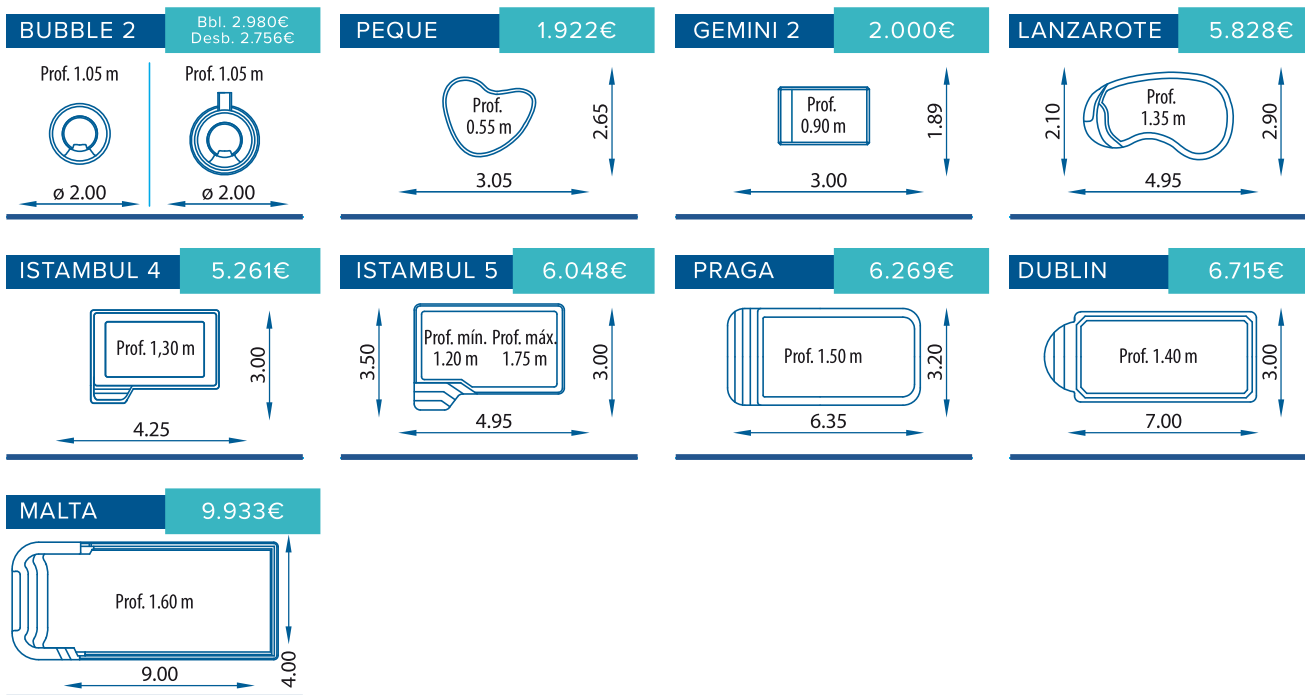 BUBBLE 2
Bbl. 2.980€
Desb. 2.756€
Prof. 1.05 m
Prof. 1.05 m
ø 2.00
ø 2.00
PEQUE
1.922€
Prof.
0.55 m
2.65
3.05
GEMINI 2
2.000€
Prof.
0.90 m
1.89
3.00
LANZAROTE
5.828€
2.10
Prof.
1.35 m
2.90
4.95
ISTAMBUL 4
5.261€
Prof. 1,30 m
3.00
4.25
ISTAMBUL 5
6.048€
3.50
Prof. mín. Prof. máx.
1.20 m 1.75 m
3.00
4.95
PRAGA
6.269€
Prof. 1.50 m
3.20
6.35
DUBLIN
6.715€
Prof. 1.40 m
3.00
7.00
MALTA
9.933€
Prof. 1.60 m
4.00
9.00